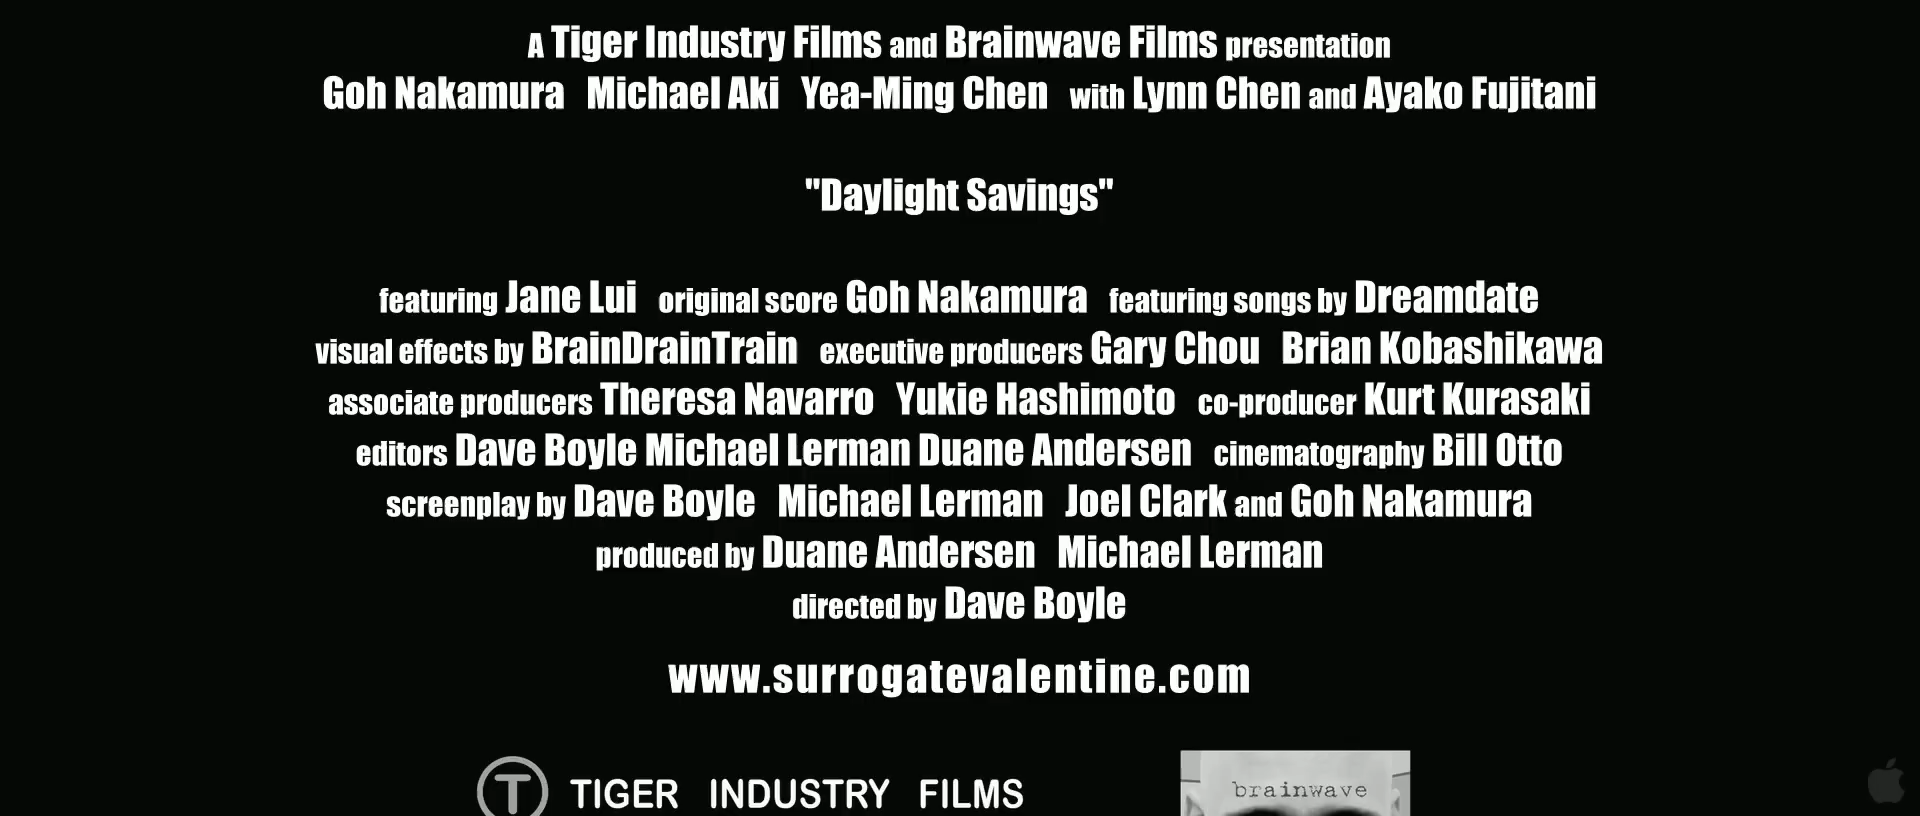 A Tiger Industry Films and Brainwave Films presentation
Goh Nakamura Michael Aki Yea-Ming Chen with Lynn Chen and Ayako Fujitani
"Daylight Savings"
featuring Jane Lui original score Goh Nakamura featuring songs by Dreamdate
visual effects by BrainDrainTrain executive producers Gary Chou Brian Kobashikawa
associate producers Theresa Navarro Yukie Hashimoto co-producer Kurt Kurasaki
editors Dave Boyle Michael Lerman Duane Andersen cinematography Bill Otto
screenplay by Dave Boyle Michael Lerman Joel Clark and Goh Nakamura
produced by Duane Andersen Michael Lerman
directed by Dave Boyle
www.surrogatevalentine.com
T TIGER INDUSTRY FILMS
brainwave